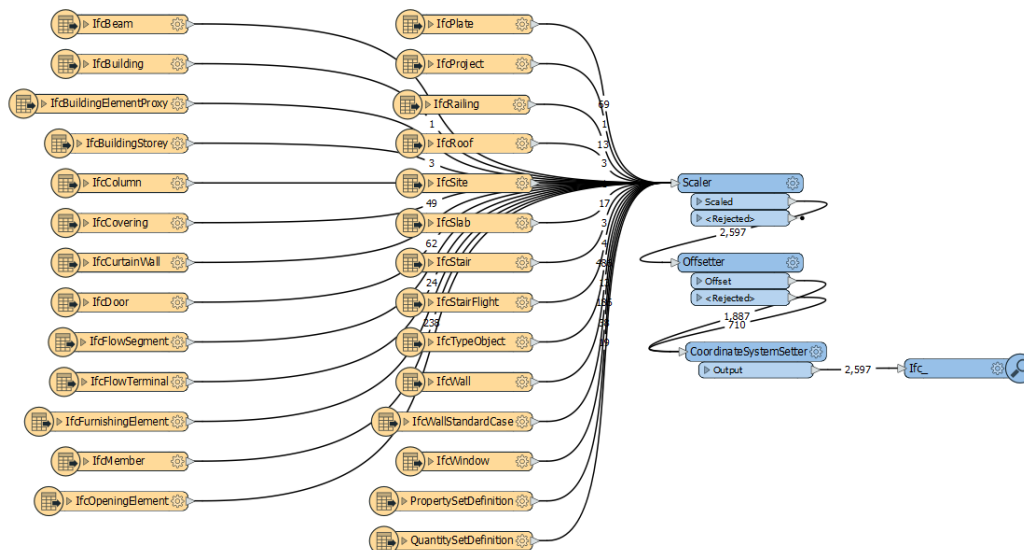 IfcBeam
IfcBuilding
IfcBuildingElementProxy
IfcBuildingStorey
IfcColumn
IfcCovering
IfcCurtainWall
IfcDoor
IfcFlowSegment
IfcFlowTerminal
IfcFurnishingElement
IfcMember
IfcOpeningElement
1
3
49
62
24
238
IfcPlate
IfcProject
IfcRailing
IfcRoof
IfcSite
IfcSlab
IfcStair
IfcStairFlight
IfcTypeObject
IfcWall
IfcWallStandardCase
IfcWindow
PropertySetDefinition
QuantitySetDefinition
69
1
13
3
17
3
4
Scaler
Scaled
<Rejected>
2,597
Offsetter
Offset
<Rejected>
1,887
710
CoordinateSystemSetter
Output
2,597
Ifc_